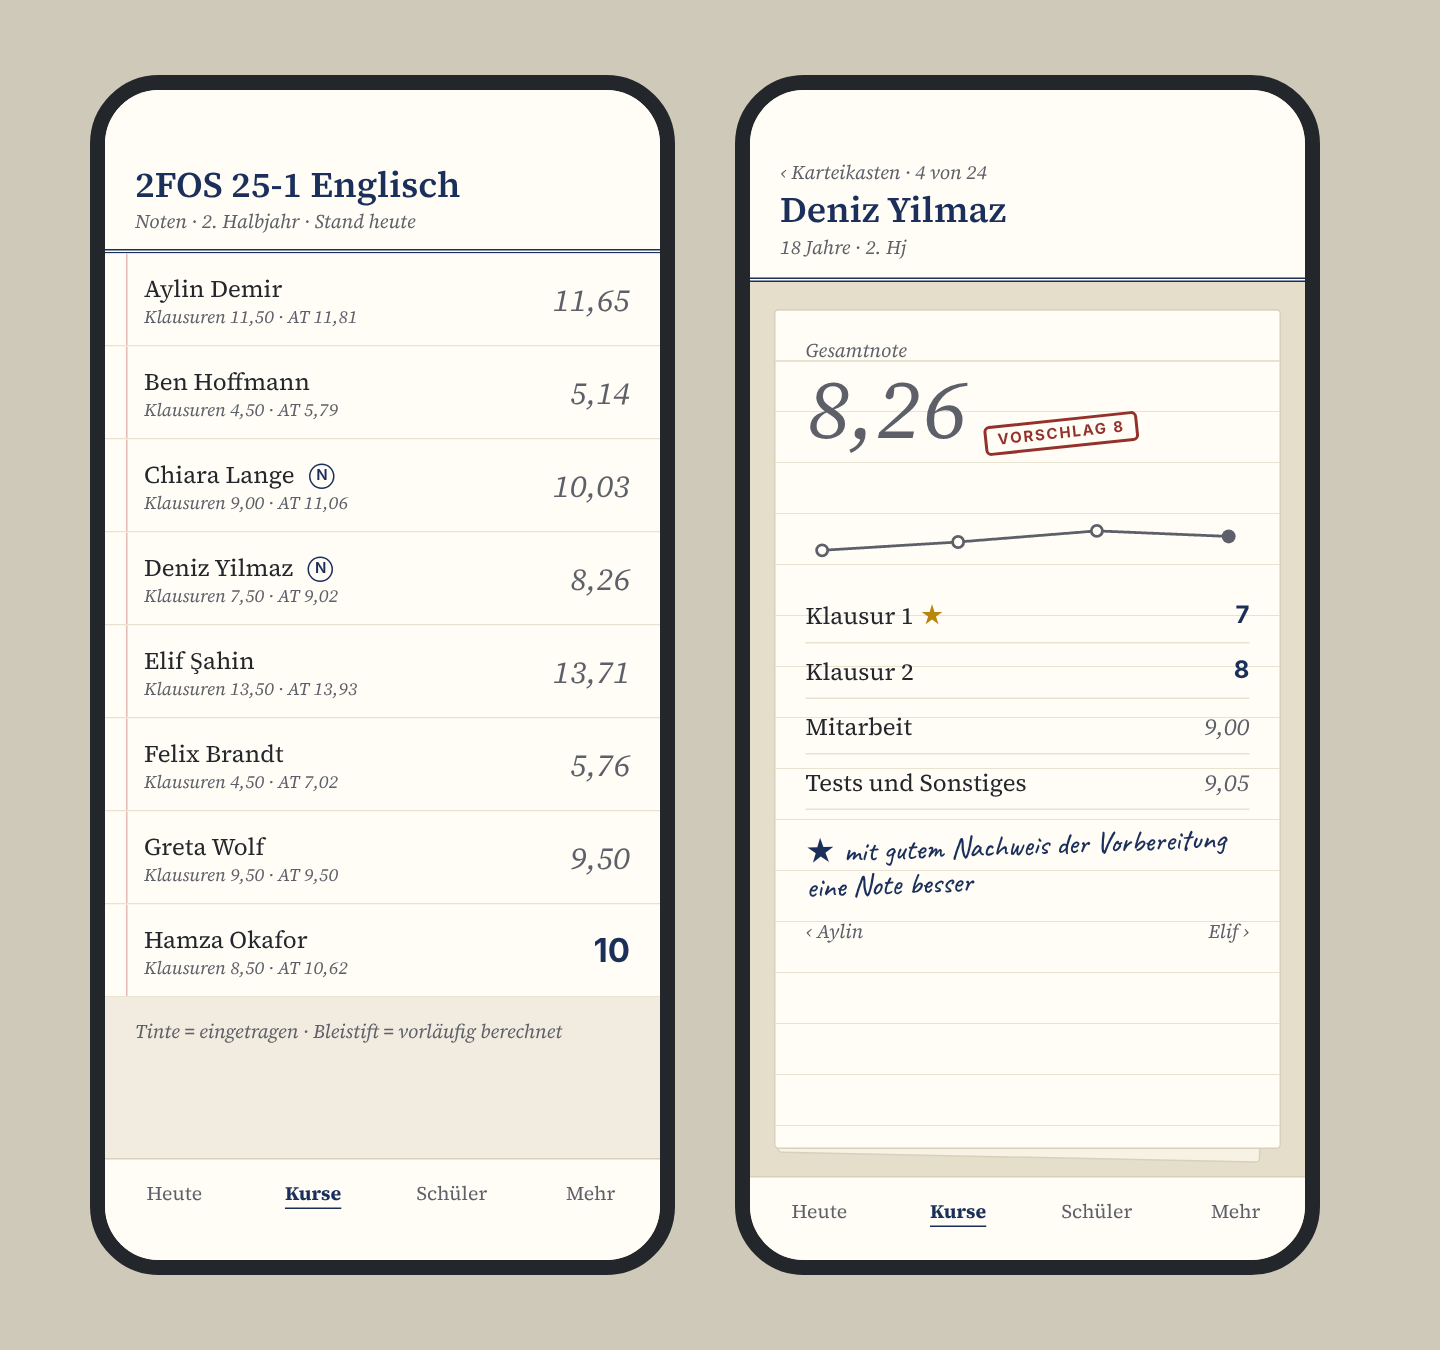 2FOS 25-1 Englisch
Noten · 2. Halbjahr · Stand heute
Aylin Demir
Klausuren 11,50 · AT 11,81
11,65
Ben Hoffmann
Klausuren 4,50 · AT 5,79
5,14
Chiara Lange N
Klausuren 9,00 · AT 11,06
10,03
Deniz Yilmaz N
Klausuren 7,50 · AT 9,02
8,26
Elif Şahin
Klausuren 13,50 · AT 13,93
13,71
Felix Brandt
Klausuren 4,50 · AT 7,02
5,76
Greta Wolf
Klausuren 9,50 · AT 9,50
9,50
Hamza Okafor
Klausuren 8,50 · AT 10,62
10
Tinte = eingetragen · Bleistift = vorläufig berechnet
Heute Kurse Schüler Mehr
‹ Karteikasten · 4 von 24
Deniz Yilmaz
18 Jahre · 2. Hj
Gesamtnote
8,26
VORSCHLAG 8
Klausur 1 ★ 7
Klausur 2 8
Mitarbeit 9,00
Tests und Sonstiges 9,05
★ mit gutem Nachweis der Vorbereitung
eine Note besser
‹ Aylin Elif ›
Heute Kurse Schüler Mehr